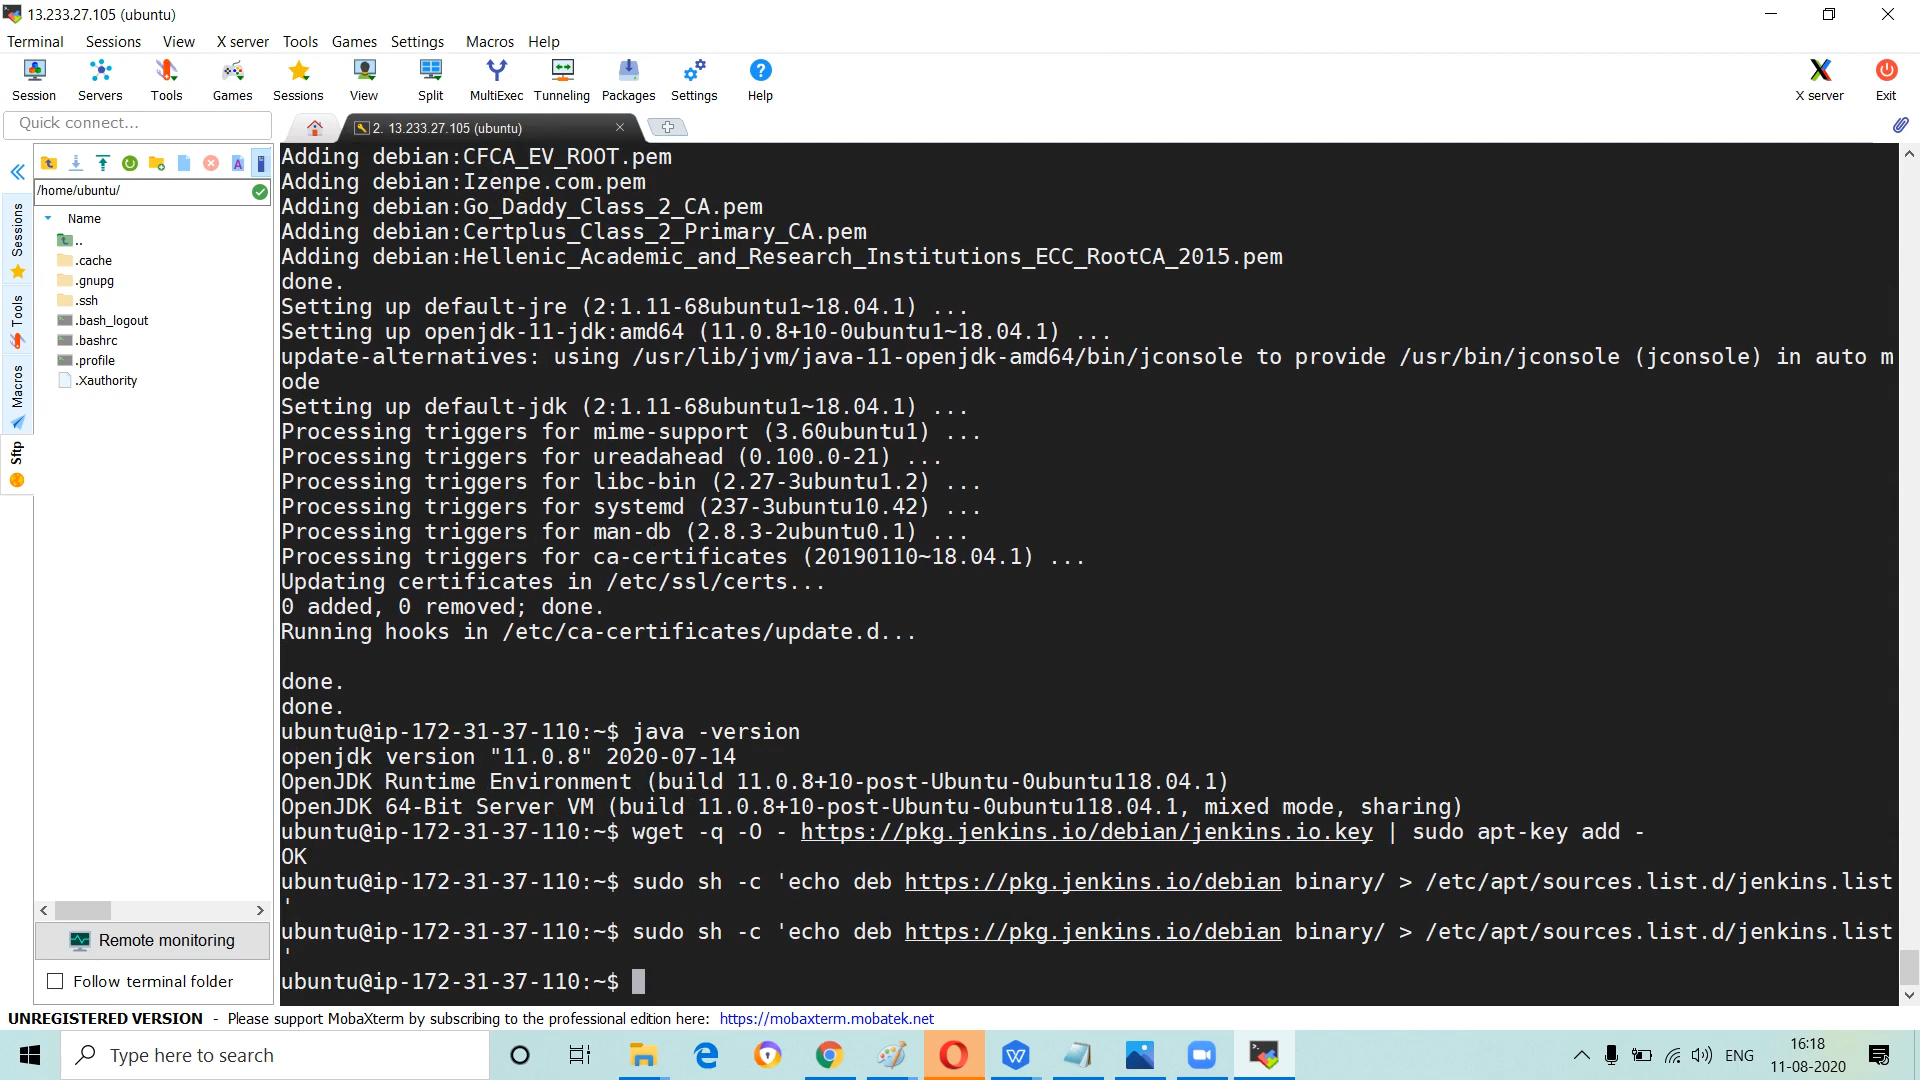 13.233.27.105 (ubuntu)
Terminal Sessions View X server Tools Games Settings Macros Help
Session Servers Tools Games Sessions View Split MultiExec Tunneling Packages Settings Help X server Exit
Quick connect...
2. 13.233.27.105 (ubuntu)
/home/ubuntu/
Name
..
.cache
.gnupg
.ssh
.bash_logout
.bashrc
.profile
.Xauthority
Sessions
Tools
Macros
Sftp
Remote monitoring
Follow terminal folder
Adding debian:CFCA_EV_ROOT.pem
Adding debian:Izenpe.com.pem
Adding debian:Go_Daddy_Class_2_CA.pem
Adding debian:Certplus_Class_2_Primary_CA.pem
Adding debian:Hellenic_Academic_and_Research_Institutions_ECC_RootCA_2015.pem
done.
Setting up default-jre (2:1.11-68ubuntu1~18.04.1) ...
Setting up openjdk-11-jdk:amd64 (11.0.8+10-0ubuntu1~18.04.1) ...
update-alternatives: using /usr/lib/jvm/java-11-openjdk-amd64/bin/jconsole to provide /usr/bin/jconsole (jconsole) in auto m
ode
Setting up default-jdk (2:1.11-68ubuntu1~18.04.1) ...
Processing triggers for mime-support (3.60ubuntu1) ...
Processing triggers for ureadahead (0.100.0-21) ...
Processing triggers for libc-bin (2.27-3ubuntu1.2) ...
Processing triggers for systemd (237-3ubuntu10.42) ...
Processing triggers for man-db (2.8.3-2ubuntu0.1) ...
Processing triggers for ca-certificates (20190110~18.04.1) ...
Updating certificates in /etc/ssl/certs...
0 added, 0 removed; done.
Running hooks in /etc/ca-certificates/update.d...
done.
done.
ubuntu@ip-172-31-37-110:~$ java -version
openjdk version "11.0.8" 2020-07-14
OpenJDK Runtime Environment (build 11.0.8+10-post-Ubuntu-0ubuntu118.04.1)
OpenJDK 64-Bit Server VM (build 11.0.8+10-post-Ubuntu-0ubuntu118.04.1, mixed mode, sharing)
ubuntu@ip-172-31-37-110:~$ wget -q -O - https://pkg.jenkins.io/debian/jenkins.io.key | sudo apt-key add -
OK
ubuntu@ip-172-31-37-110:~$ sudo sh -c 'echo deb https://pkg.jenkins.io/debian binary/ > /etc/apt/sources.list.d/jenkins.list
'
ubuntu@ip-172-31-37-110:~$ sudo sh -c 'echo deb https://pkg.jenkins.io/debian binary/ > /etc/apt/sources.list.d/jenkins.list
'
ubuntu@ip-172-31-37-110:~$
UNREGISTERED VERSION - Please support MobaXterm by subscribing to the professional edition here: https://mobaxterm.mobatek.net
Type here to search
ENG
16:18
11-08-2020